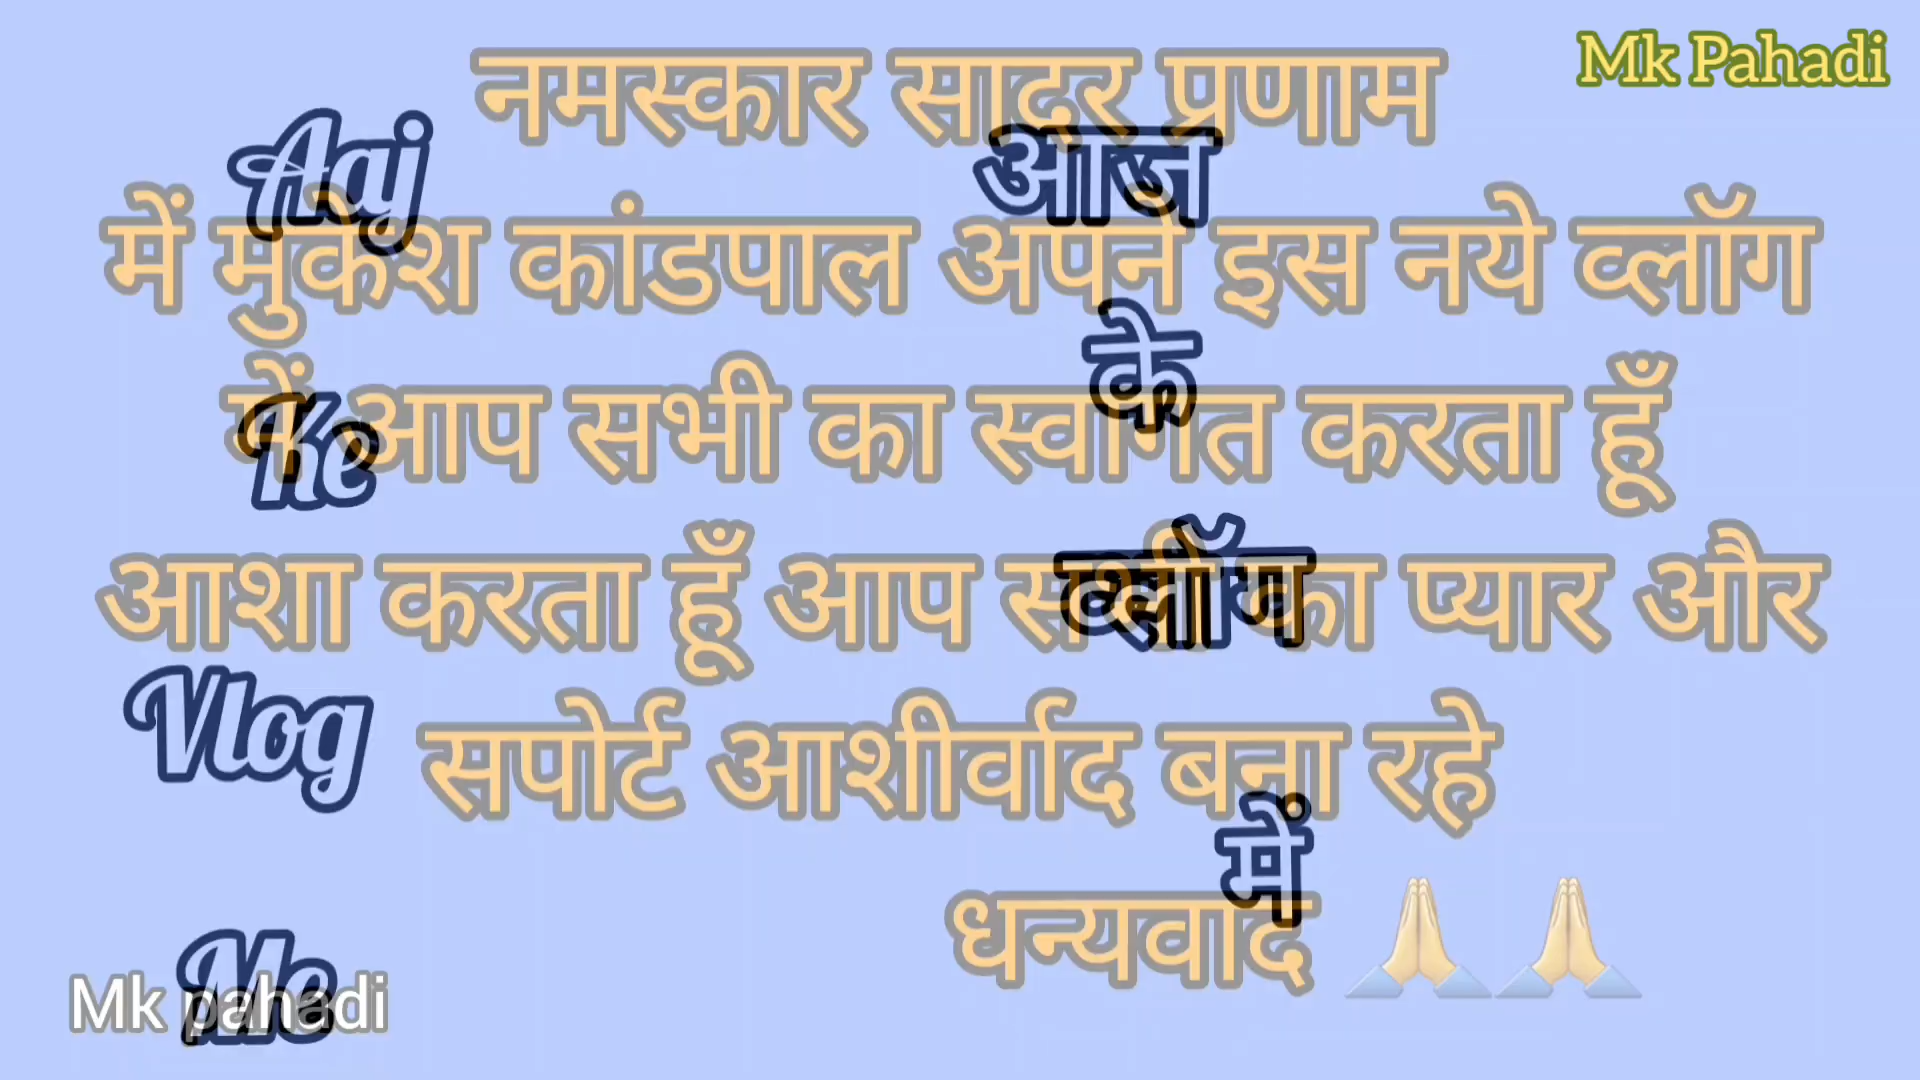 Mk Pahadi
नमस्कार सादर प्रणाम
में मुकेश कांडपाल अपने इस नये व्लॉग
में आप सभी का स्वागत करता हूँ
आशा करता हूँ आप सभी का प्यार और
सपोर्ट आशीर्वाद बना रहे
धन्यवाद 🙏🏻🙏🏻
Aaj
Ke
Vlog
Me
आज
के
व्लॉग
में
Mk pahadi